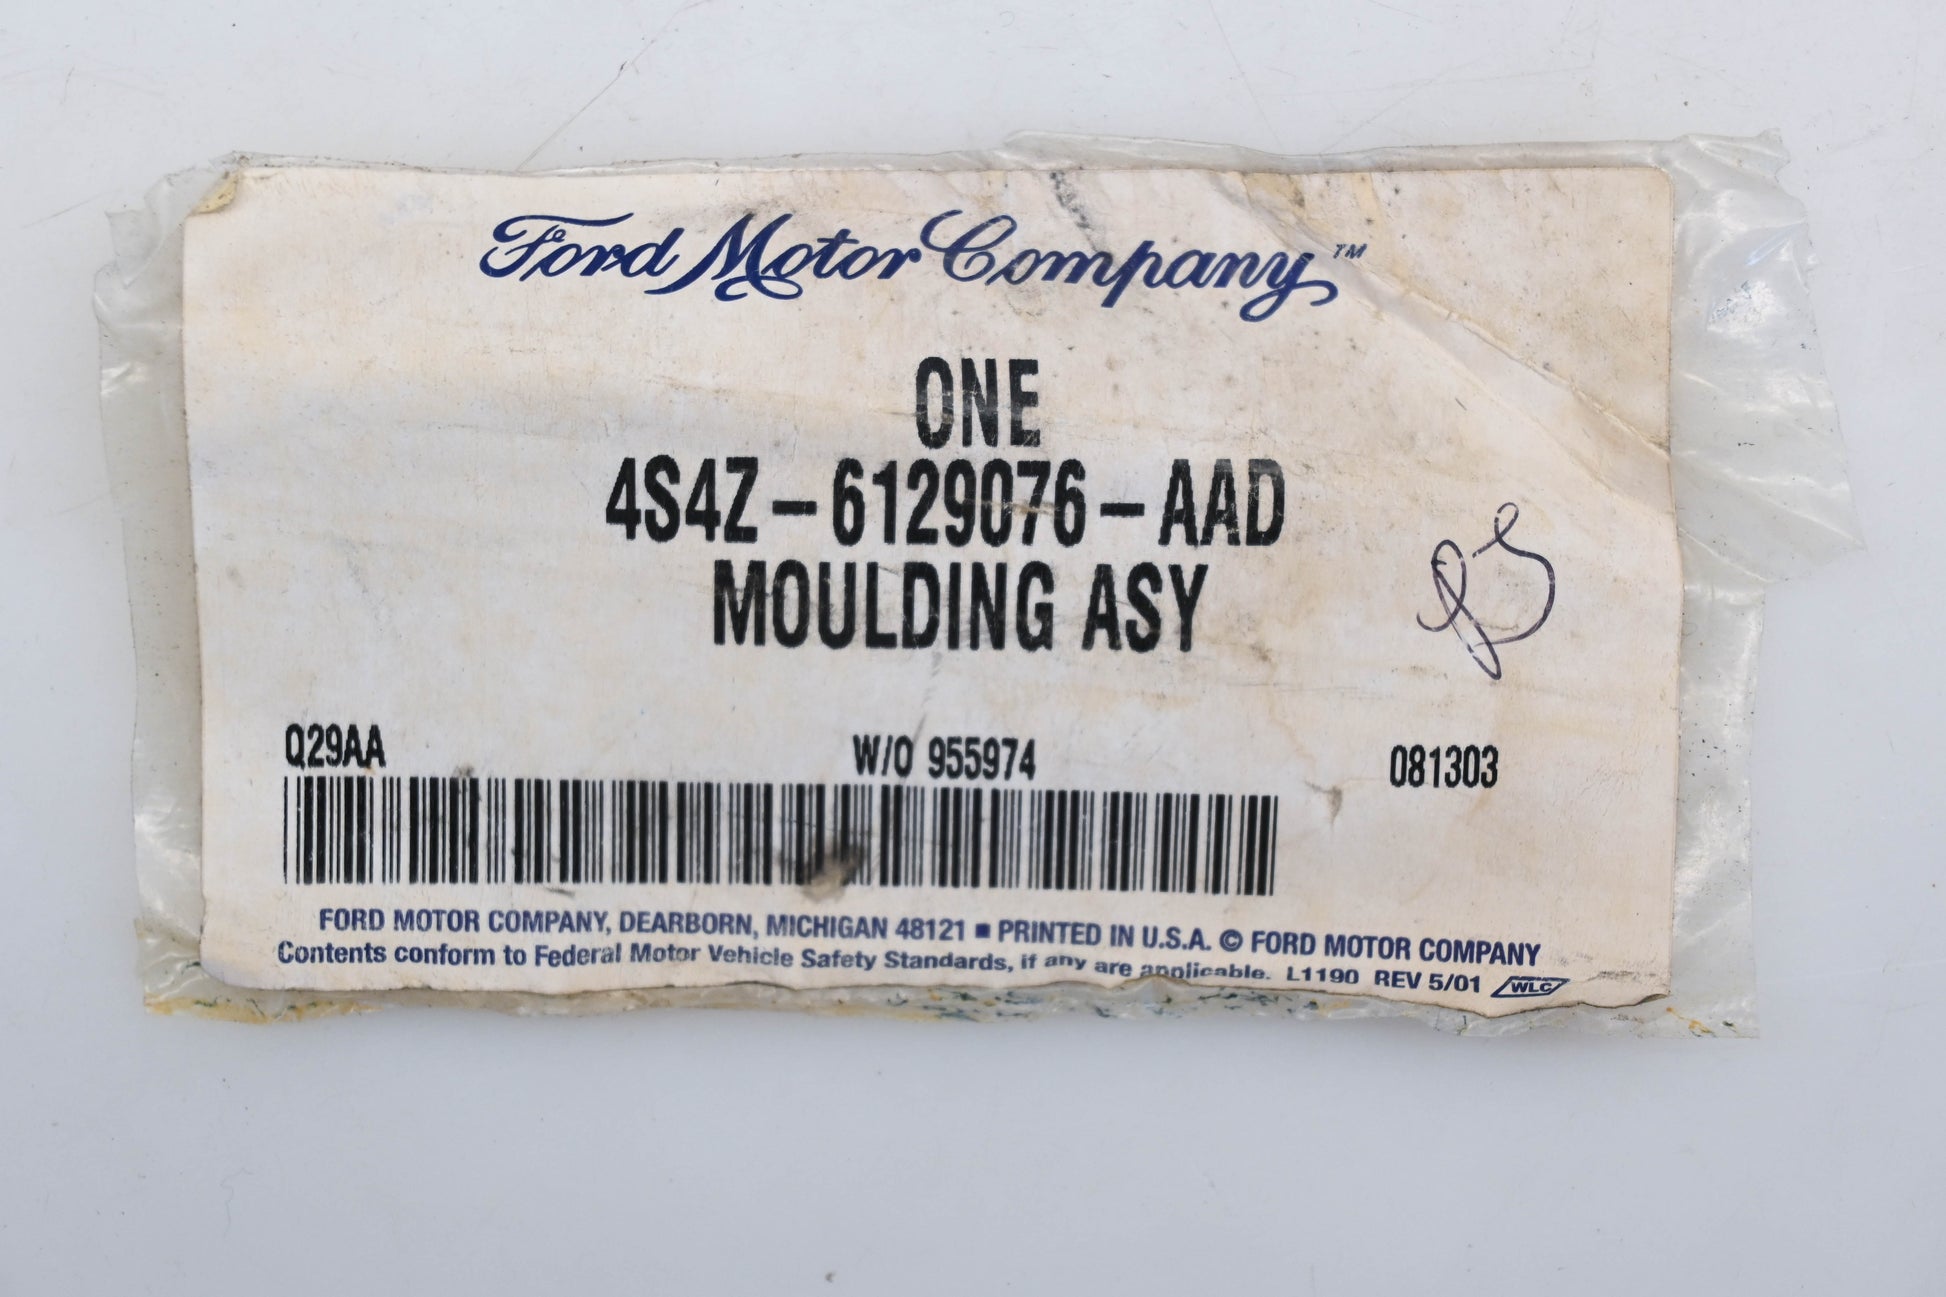 Ford Motor Company™
ONE
4S4Z-6129076-AAD
MOULDING ASY
Q29AA W/O 955974 081303
FORD MOTOR COMPANY, DEARBORN, MICHIGAN 48121 ■ PRINTED IN U.S.A. © FORD MOTOR COMPANY
Contents conform to Federal Motor Vehicle Safety Standards, if any are applicable. L1190 REV 5/01 WLC